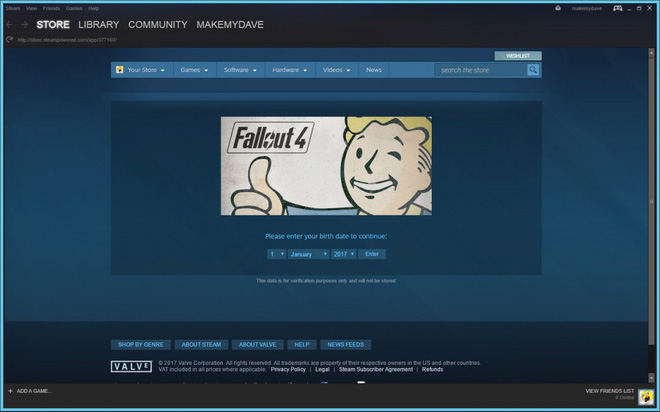 Steam View Friends Games Help makemydave
STORE LIBRARY COMMUNITY MAKEMYDAVE
http://store.steampowered.com/app/377160/
WISHLIST
Your Store Games Software Hardware Videos News search the store
Fallout 4
Please enter your birth date to continue:
1 January 2017 Enter
This data is for verification purposes only and will not be stored.
SHOP BY GENRE ABOUT STEAM ABOUT VALVE HELP NEWS FEEDS
VALVE
© 2017 Valve Corporation. All rights reserved. All trademarks are property of their respective owners in the US and other countries.
VAT included in all prices where applicable. Privacy Policy | Legal | Steam Subscriber Agreement | Refunds
+ ADD A GAME...
VIEW FRIENDS LIST
0 Online